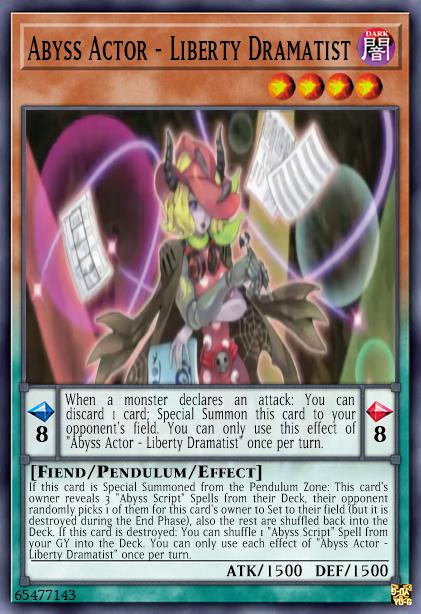 Abyss Actor - Liberty Dramatist
DARK
闇
When a monster declares an attack: You can
discard 1 card; Special Summon this card to your
opponent's field. You can only use this effect of
"Abyss Actor - Liberty Dramatist" once per turn.
8
8
[Fiend/Pendulum/Effect]
If this card is Special Summoned from the Pendulum Zone: This card's
owner reveals 3 "Abyss Script" Spells from their Deck, their opponent
randomly picks 1 of them for this card's owner to Set to their field (but it is
destroyed during the End Phase), also the rest are shuffled back into
the Deck. If this card is destroyed: You can shuffle 1 "Abyss Script" Spell from
your GY into the Deck. You can only use each effect of "Abyss Actor -
Liberty Dramatist" once per turn.
ATK/1500 DEF/1500
65477143